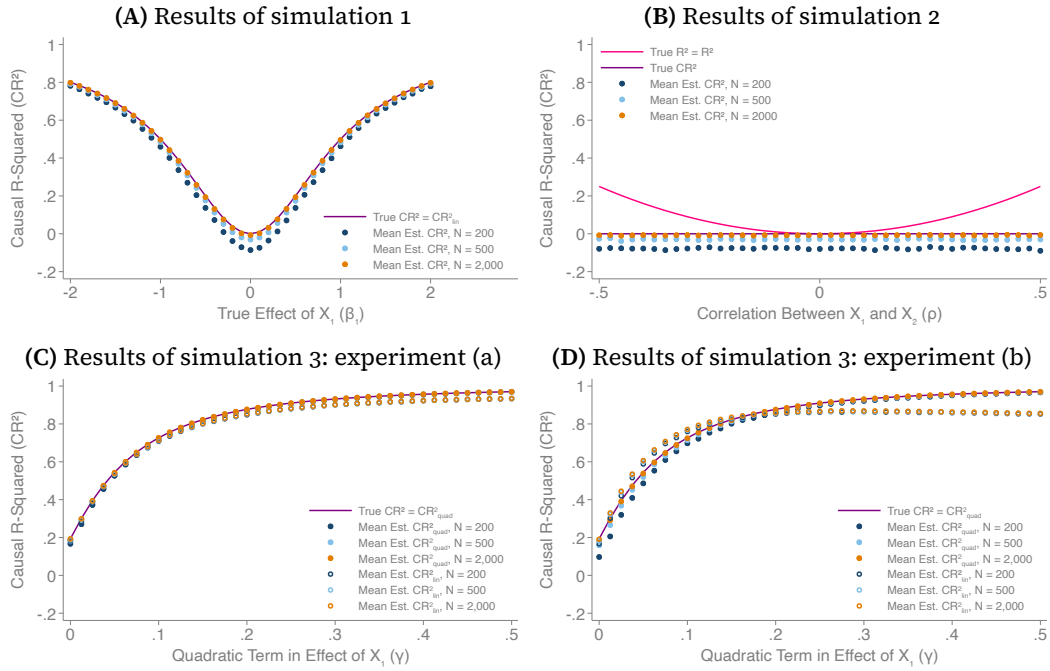 (A) Results of simulation 1
Causal R-Squared (CR²)
1
.8
.6
.4
.2
0
-.2
-2
-1
0
1
2
True Effect of X₁ (β₁)
True CR² = CR²lin
Mean Est. CR², N = 200
Mean Est. CR², N = 500
Mean Est. CR², N = 2,000
(B) Results of simulation 2
Causal R-Squared (CR²)
1
.8
.6
.4
.2
0
-.2
-.5
0
.5
Correlation Between X₁ and X₂ (ρ)
True R² = R²
True CR²
Mean Est. CR², N = 200
Mean Est. CR², N = 500
Mean Est. CR², N = 2000
(C) Results of simulation 3: experiment (a)
Causal R-Squared (CR²)
1
.8
.6
.4
.2
0
-.2
0
.1
.2
.3
.4
.5
Quadratic Term in Effect of X₁ (γ)
True CR² = CR²quad
Mean Est. CR²quad, N = 200
Mean Est. CR²quad, N = 500
Mean Est. CR²quad, N = 2,000
Mean Est. CR²lin, N = 200
Mean Est. CR²lin, N = 500
Mean Est. CR²lin, N = 2,000
(D) Results of simulation 3: experiment (b)
Causal R-Squared (CR²)
1
.8
.6
.4
.2
0
-.2
0
.1
.2
.3
.4
.5
Quadratic Term in Effect of X₁ (γ)
True CR² = CR²quad
Mean Est. CR²quad, N = 200
Mean Est. CR²quad, N = 500
Mean Est. CR²quad, N = 2,000
Mean Est. CR²lin, N = 200
Mean Est. CR²lin, N = 500
Mean Est. CR²lin, N = 2,000